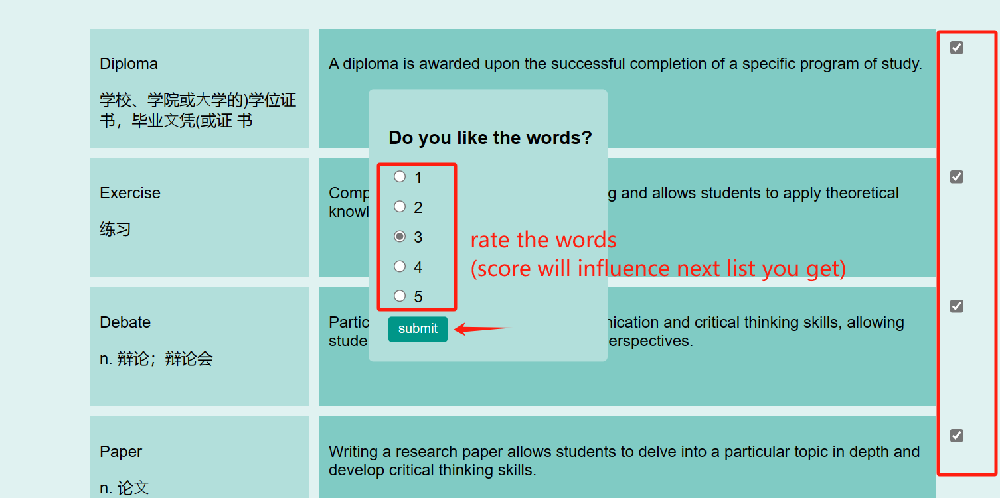 Diploma
学校、学院或大学的)学位证
书，毕业文凭(或证 书
A diploma is awarded upon the successful completion of a specific program of study.
Do you like the words?
1
2
3
4
5
submit
rate the words
(score will influence next list you get)
Exercise
练习
Comp
g and allows students to apply theoretical
knowl
Debate
n. 辩论；辩论会
Partic
nication and critical thinking skills, allowing
stude
erspectives.
Paper
n. 论文
Writing a research paper allows students to delve into a particular topic in depth and
develop critical thinking skills.